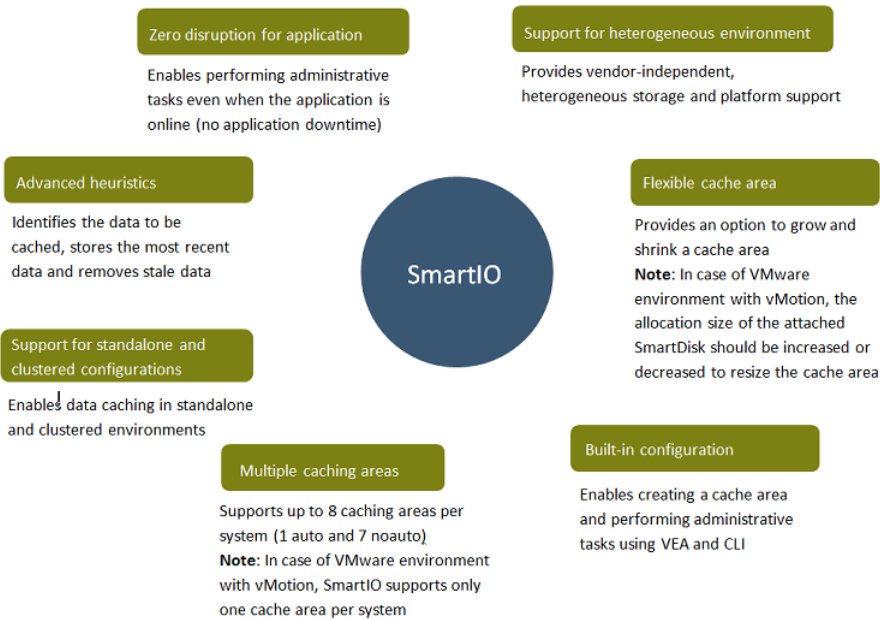 Zero disruption for application
Enables performing administrative
tasks even when the application is
online (no application downtime)
Support for heterogeneous environment
Provides vendor-independent,
heterogeneous storage and platform support
Advanced heuristics
Identifies the data to be
cached, stores the most recent
data and removes stale data
SmartIO
Flexible cache area
Provides an option to grow and
shrink a cache area
Note: In case of VMware
environment with vMotion, the
allocation size of the attached
SmartDisk should be increased or
decreased to resize the cache area
Support for standalone and
clustered configurations
Enables data caching in standalone
and clustered environments
Multiple caching areas
Supports up to 8 caching areas per
system (1 auto and 7 noauto)
Note: In case of VMware environment
with vMotion, SmartIO supports only
one cache area per system
Built-in configuration
Enables creating a cache area
and performing administrative
tasks using VEA and CLI